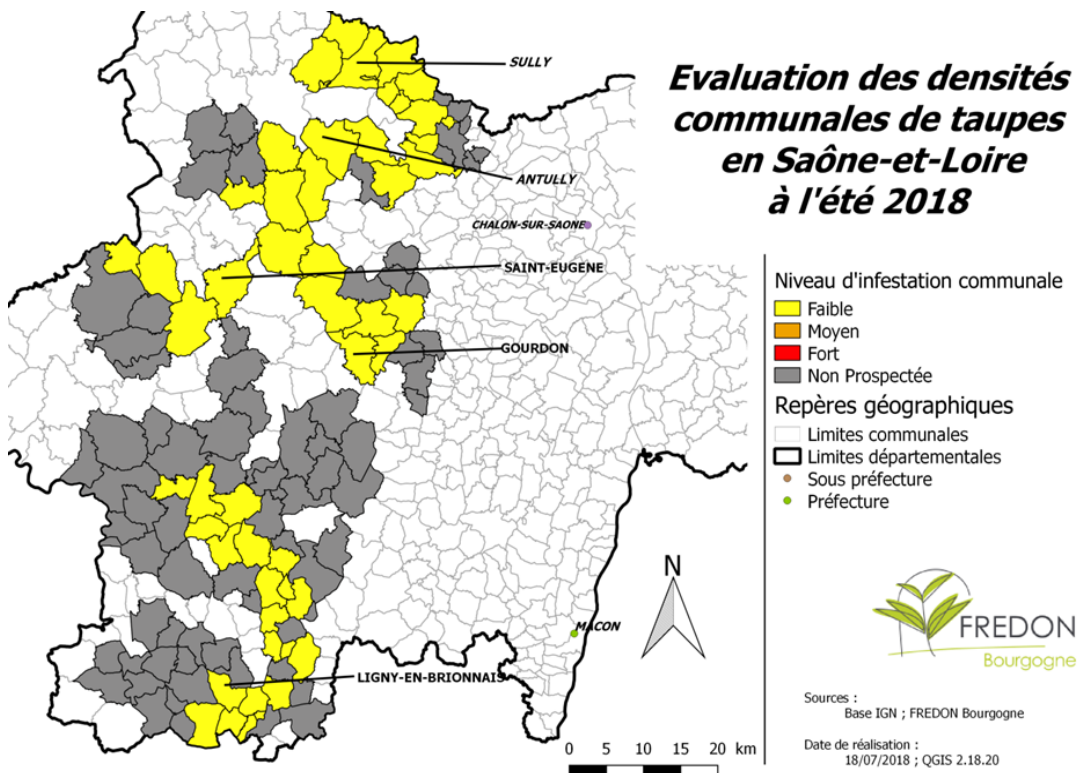 Evaluation des densités
communales de taupes
en Saône-et-Loire
à l'été 2018
SULLY
ANTULLY
CHALON-SUR-SAONE
SAINT-EUGENE
GOURDON
LIGNY-EN-BRIONNAIS
MACON
Niveau d'infestation communale
Faible
Moyen
Fort
Non Prospectée
Repères géographiques
Limites communales
Limites départementales
Sous préfecture
Préfecture
N
FREDON
Bourgogne
Sources :
Base IGN ; FREDON Bourgogne
Date de réalisation :
18/07/2018 ; QGIS 2.18.20
0 5 10 15 20 km